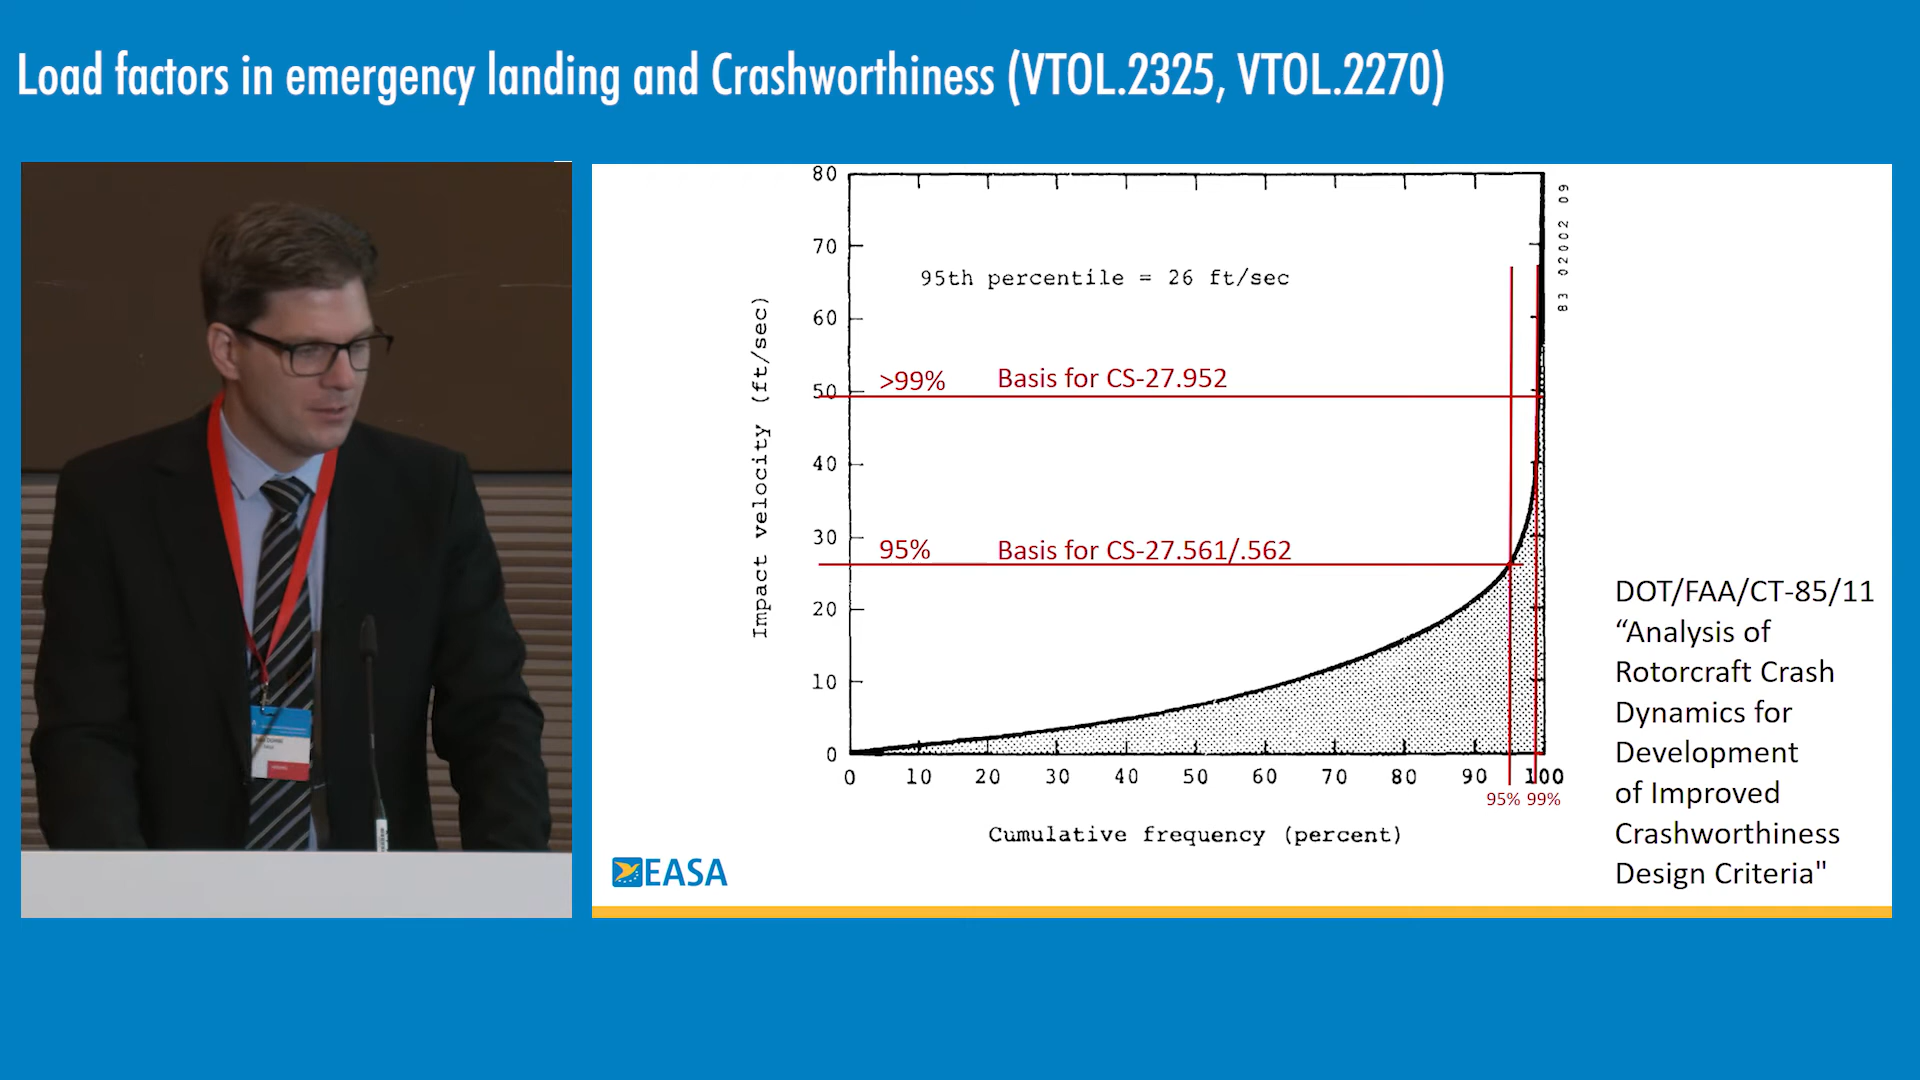 Load factors in emergency landing and Crashworthiness (VTOL.2325, VTOL.2270)
80
70
60
50
40
30
20
10
0
Impact velocity (ft/sec)
95th percentile = 26 ft/sec
>99% Basis for CS-27.952
95% Basis for CS-27.561/.562
83 02002 09
0 10 20 30 40 50 60 70 80 90 100
95% 99%
Cumulative frequency (percent)
DOT/FAA/CT-85/11
“Analysis of
Rotorcraft Crash
Dynamics for
Development
of Improved
Crashworthiness
Design Criteria"
EASA